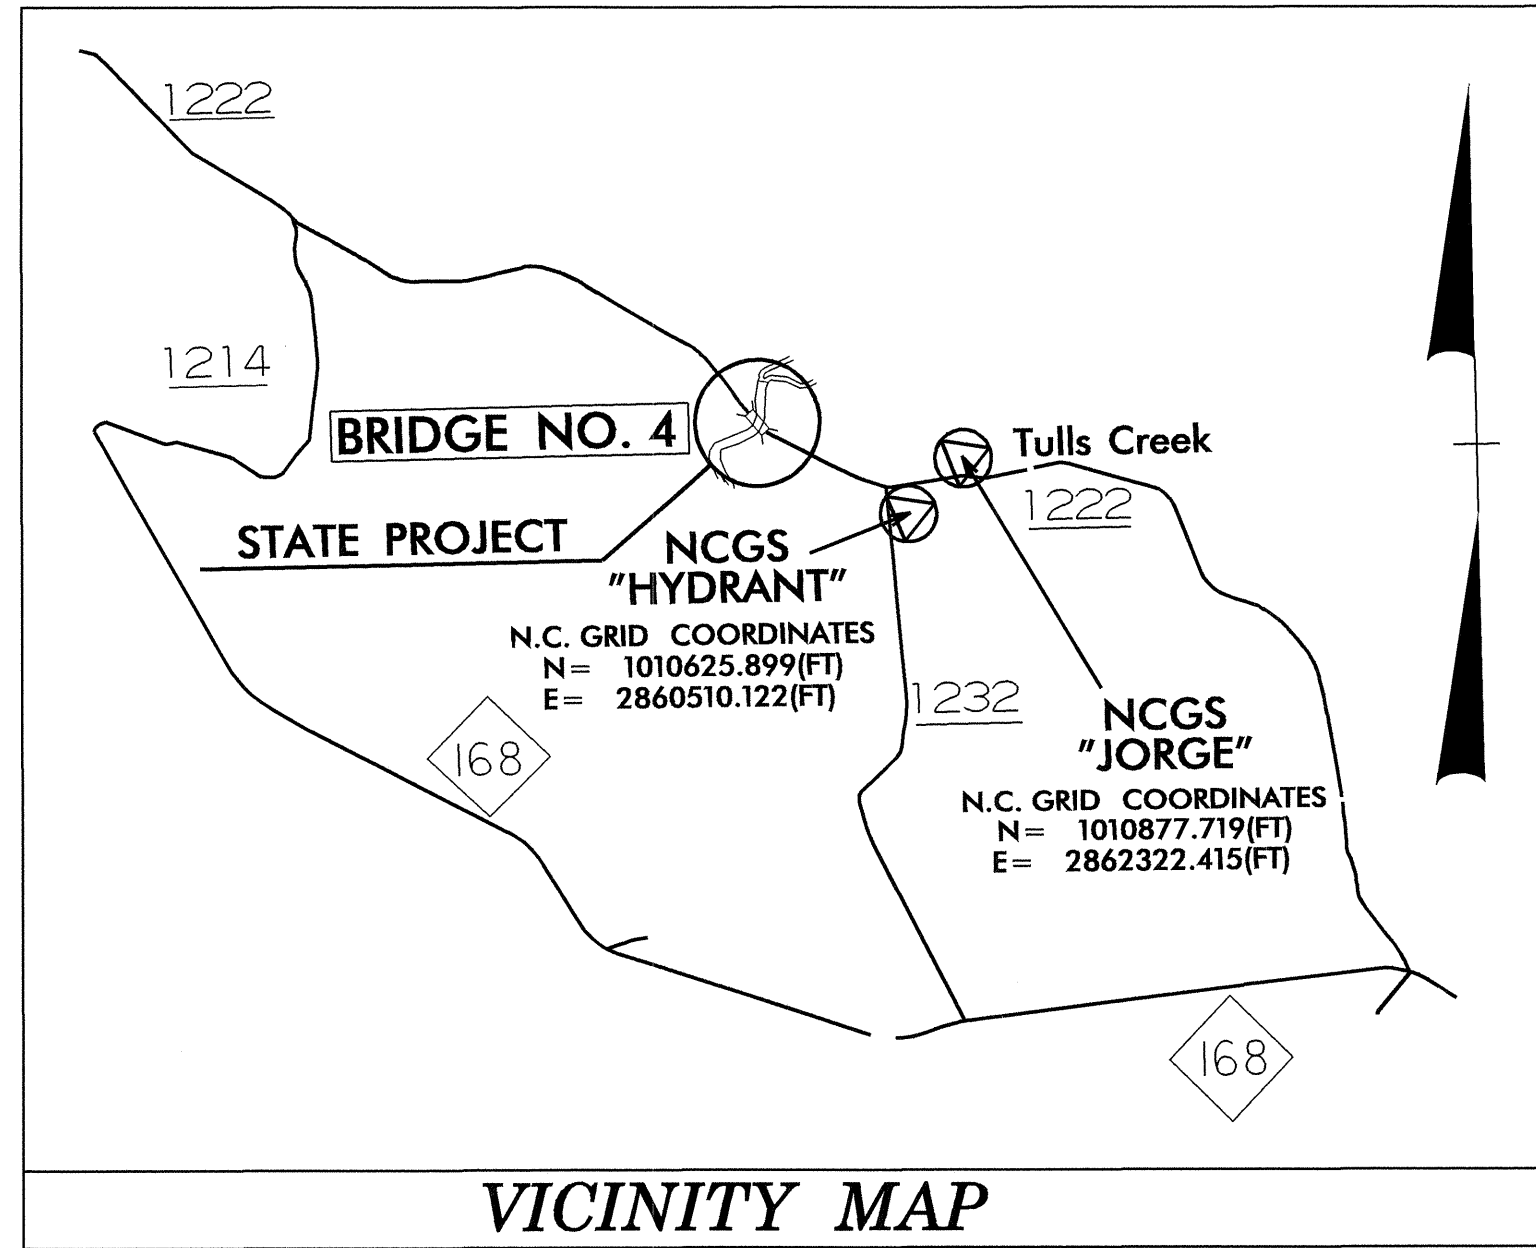 1222
1214
BRIDGE NO. 4
Tulls Creek
1222
STATE PROJECT
NCGS
"HYDRANT"
N.C. GRID COORDINATES
N= 1010625.899(FT)
E= 2860510.122(FT)
1232
168
NCGS
"JORGE"
N.C. GRID COORDINATES
N= 1010877.719(FT)
E= 2862322.415(FT)
168
VICINITY MAP